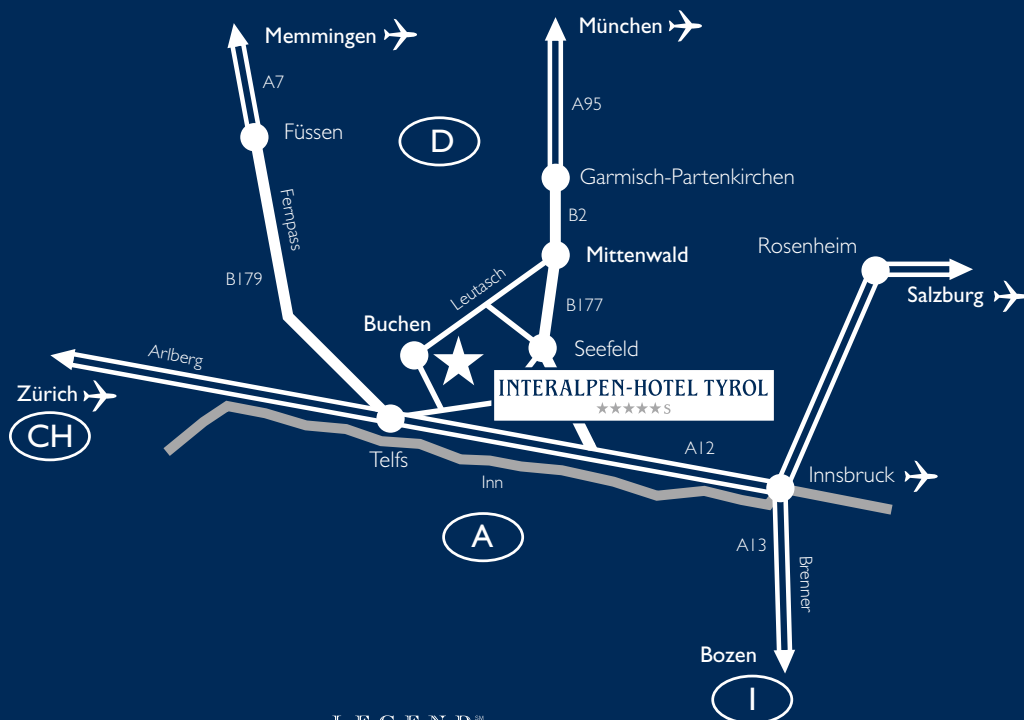 Memmingen
München
A7
A95
Füssen
D
Garmisch-Partenkirchen
Fernpass
B2
Rosenheim
Mittenwald
B179
Leutasch
Salzburg
B177
Buchen
Seefeld
Arlberg
INTERALPEN-HOTEL TYROL
★★★★★S
Zürich
CH
A12
Telfs
Innsbruck
Inn
A
A13
Brenner
Bozen
I
LEGEND℠